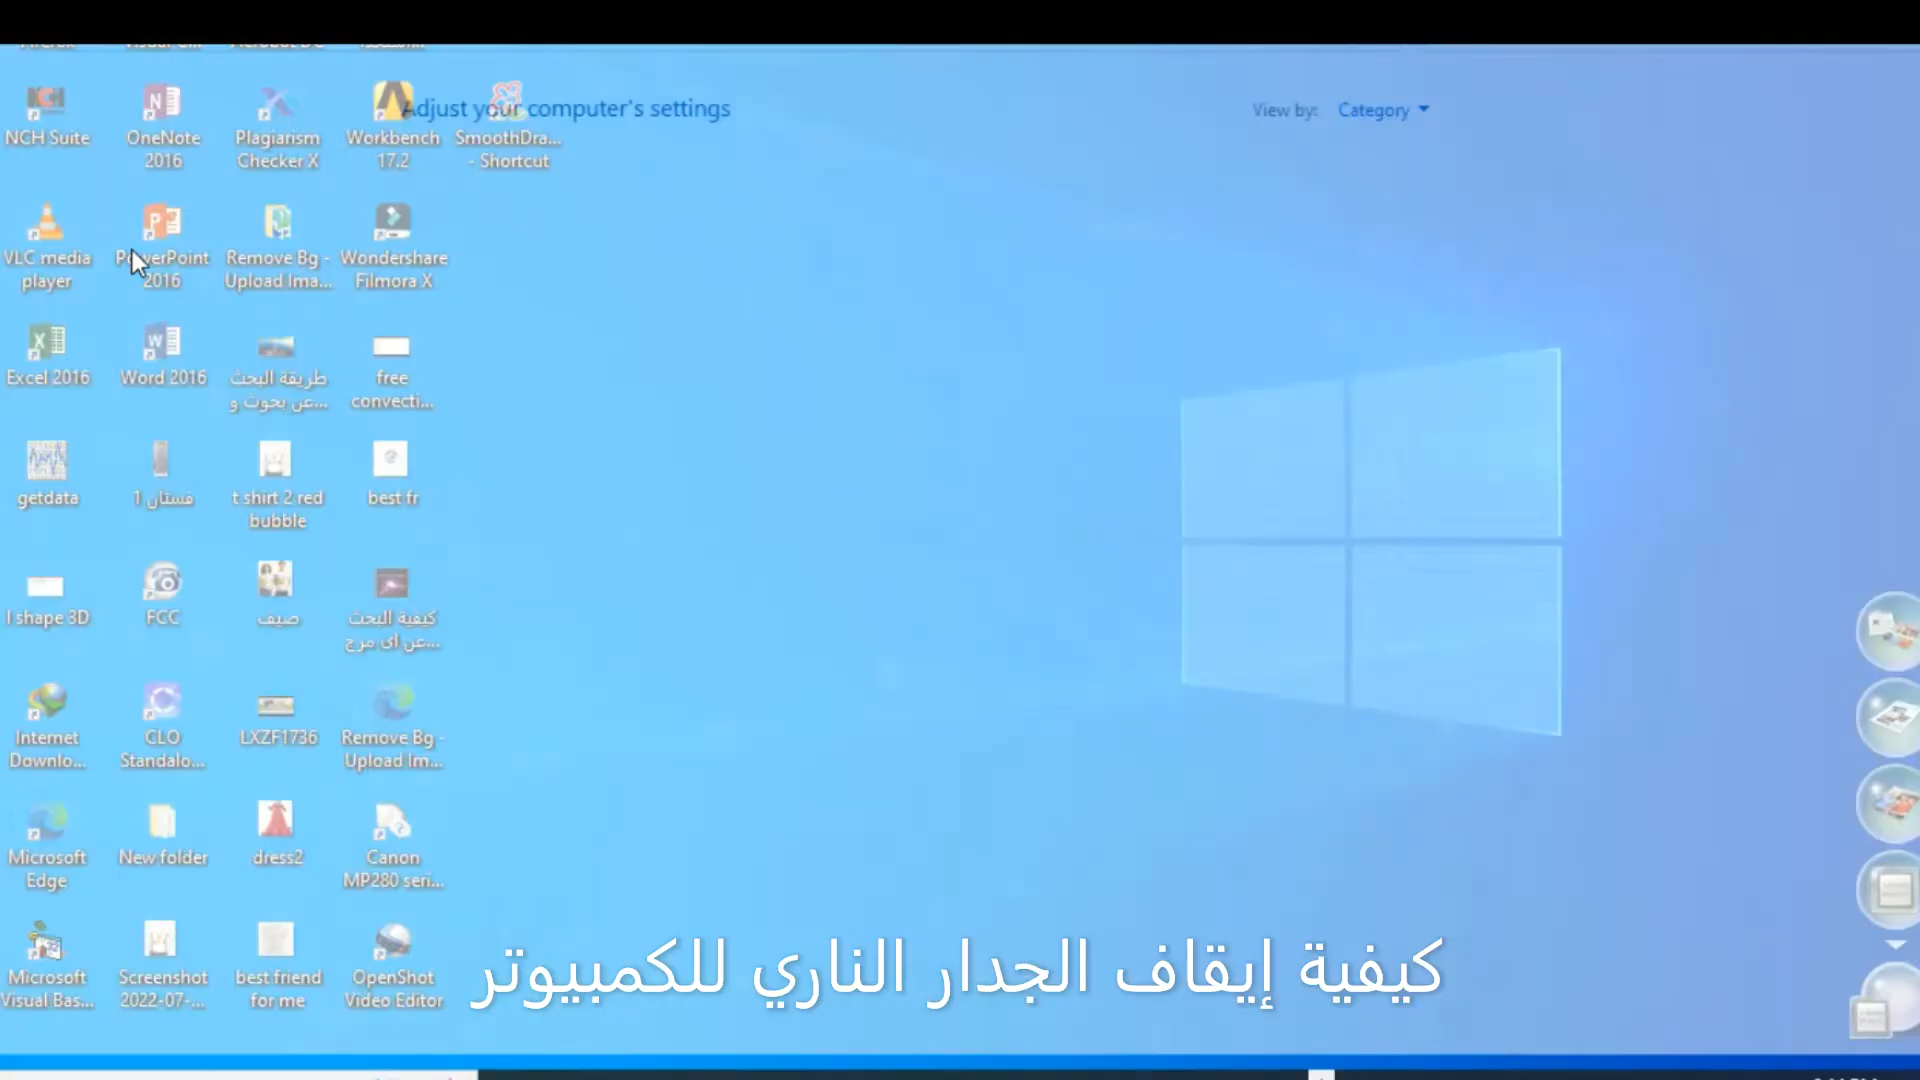 Adjust your computer's settings
View by: Category
NCH Suite
OneNote
2016
Plagiarism
Checker X
Workbench
17.2
SmoothDra...
- Shortcut
VLC media
player
PowerPoint
2016
Remove Bg -
Upload Ima...
Wondershare
Filmora X
Excel 2016
Word 2016
طريقة البحث
عن بحوث و...
free
convecti...
getdata
فستان 1
t shirt 2 red
bubble
best fr
I shape 3D
FCC
صيف
كيفية البحث
عن اى مرج...
Internet
Downlo...
CLO
Standalo...
LXZF1736
Remove Bg -
Upload Im...
Microsoft
Edge
New folder
dress2
Canon
MP280 seri...
Microsoft
Visual Bas...
Screenshot
2022-07-...
best friend
for me
OpenShot
Video Editor
كيفية إيقاف الجدار الناري للكمبيوتر